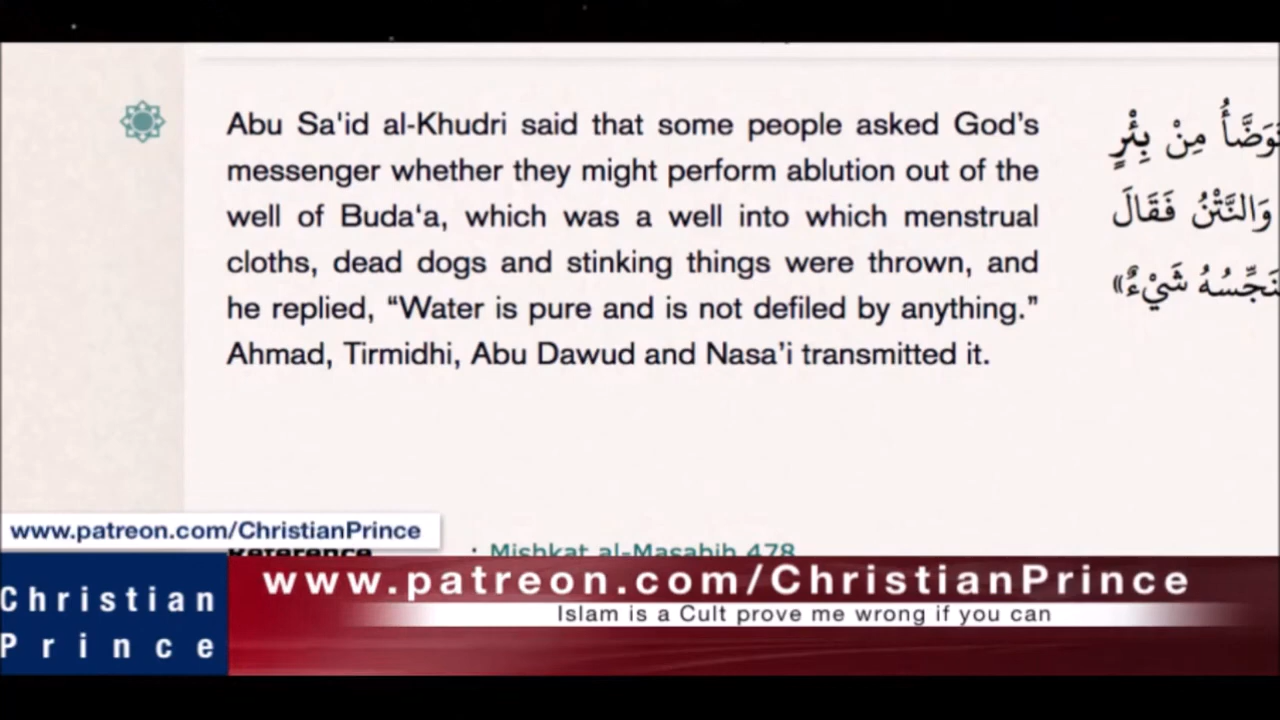 Abu Sa'id al-Khudri said that some people asked God's
messenger whether they might perform ablution out of the
well of Buda'a, which was a well into which menstrual
cloths, dead dogs and stinking things were thrown, and
he replied, “Water is pure and is not defiled by anything.”
Ahmad, Tirmidhi, Abu Dawud and Nasa'i transmitted it.
مِنْ بِئْرِ
وَالنَّتْنُ فَقَالَ
شَيْءٌ»
www.patreon.com/ChristianPrince
Reference : Mishkat al-Masabih 478
www.patreon.com/ChristianPrince
Islam is a Cult prove me wrong if you can
Christian
Prince